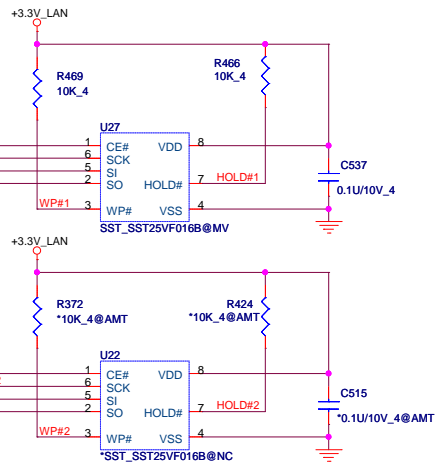 +3.3V_LAN
R469
10K_4
R466
10K_4
U27
1 CE# VDD 8
6 SCK
5 SI
2 SO HOLD# 7 HOLD#1
WP#1 3 WP# VSS 4
SST_SST25VF016B@MV
C537
0.1U/10V_4
+3.3V_LAN
R372
*10K_4@AMT
R424
*10K_4@AMT
U22
1 CE# VDD 8
6 SCK
5 SI
2 SO HOLD# 7 HOLD#2
WP#2 3 WP# VSS 4
*SST_SST25VF016B@NC
C515
*0.1U/10V_4@AMT